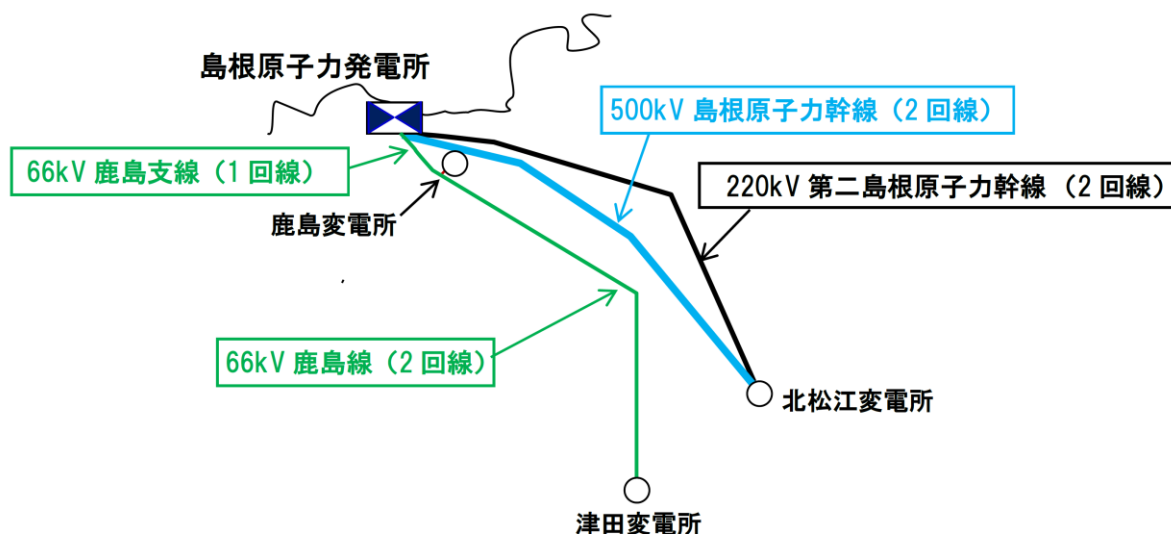 島根原子力発電所
500kV 島根原子力幹線（2 回線）
66kV 鹿島支線（1 回線）
220kV 第二島根原子力幹線（2 回線）
鹿島変電所
66kV 鹿島線（2 回線）
北松江変電所
津田変電所